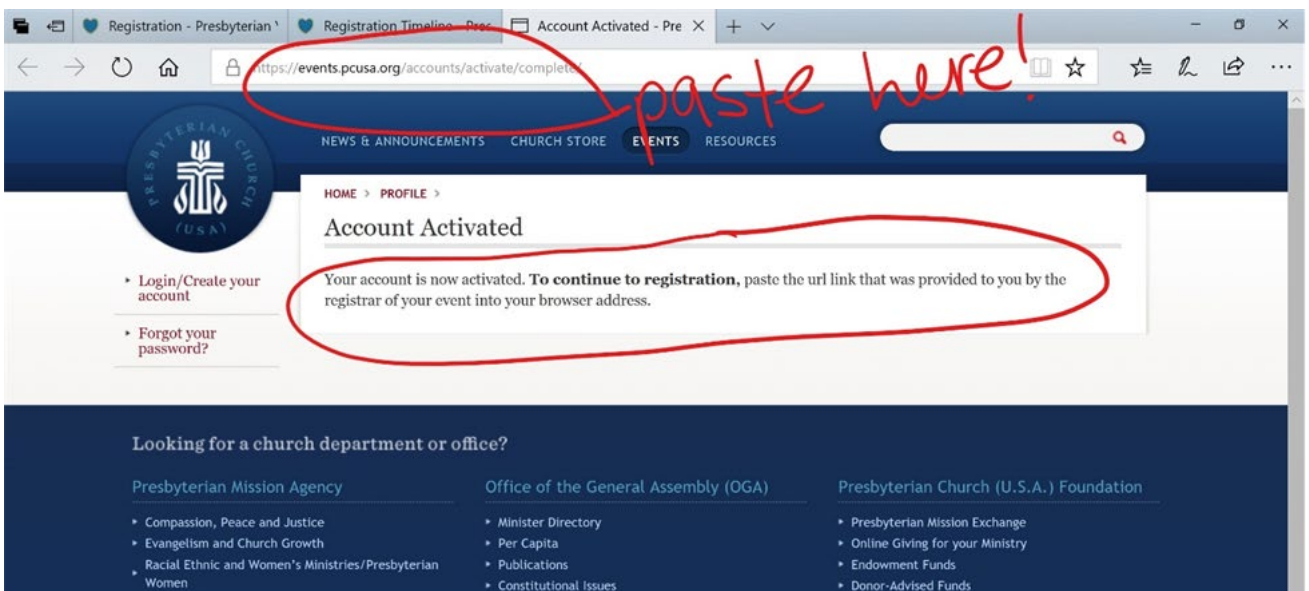 Registration - Presbyterian
Registration Timeline - Pres
Account Activated - Pre
https://events.pcusa.org/accounts/activate/complete/
paste here!
PRESBYTERIAN CHURCH
(USA)
NEWS & ANNOUNCEMENTS CHURCH STORE EVENTS RESOURCES
HOME > PROFILE >
Account Activated
Your account is now activated. To continue to registration, paste the url link that was provided to you by the
registrar of your event into your browser address.
Login/Create your
account
Forgot your
password?
Looking for a church department or office?
Presbyterian Mission Agency
Compassion, Peace and Justice
Evangelism and Church Growth
Racial Ethnic and Women's Ministries/Presbyterian
Women
Office of the General Assembly (OGA)
Minister Directory
Per Capita
Publications
Constitutional Issues
Presbyterian Church (U.S.A.) Foundation
Presbyterian Mission Exchange
Online Giving for your Ministry
Endowment Funds
Donor-Advised Funds